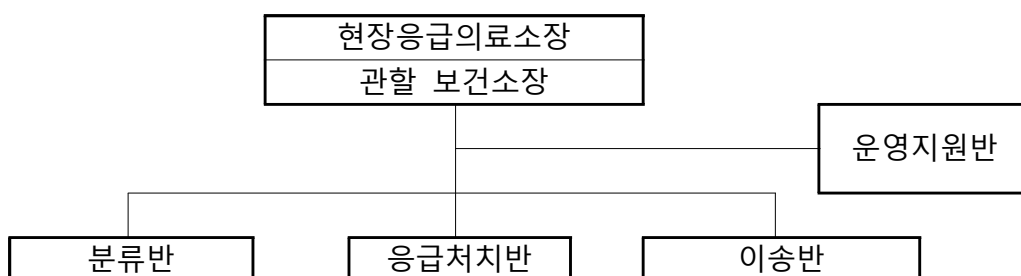 현장응급의료소장
관할 보건소장
운영지원반
분류반
응급처치반
이송반